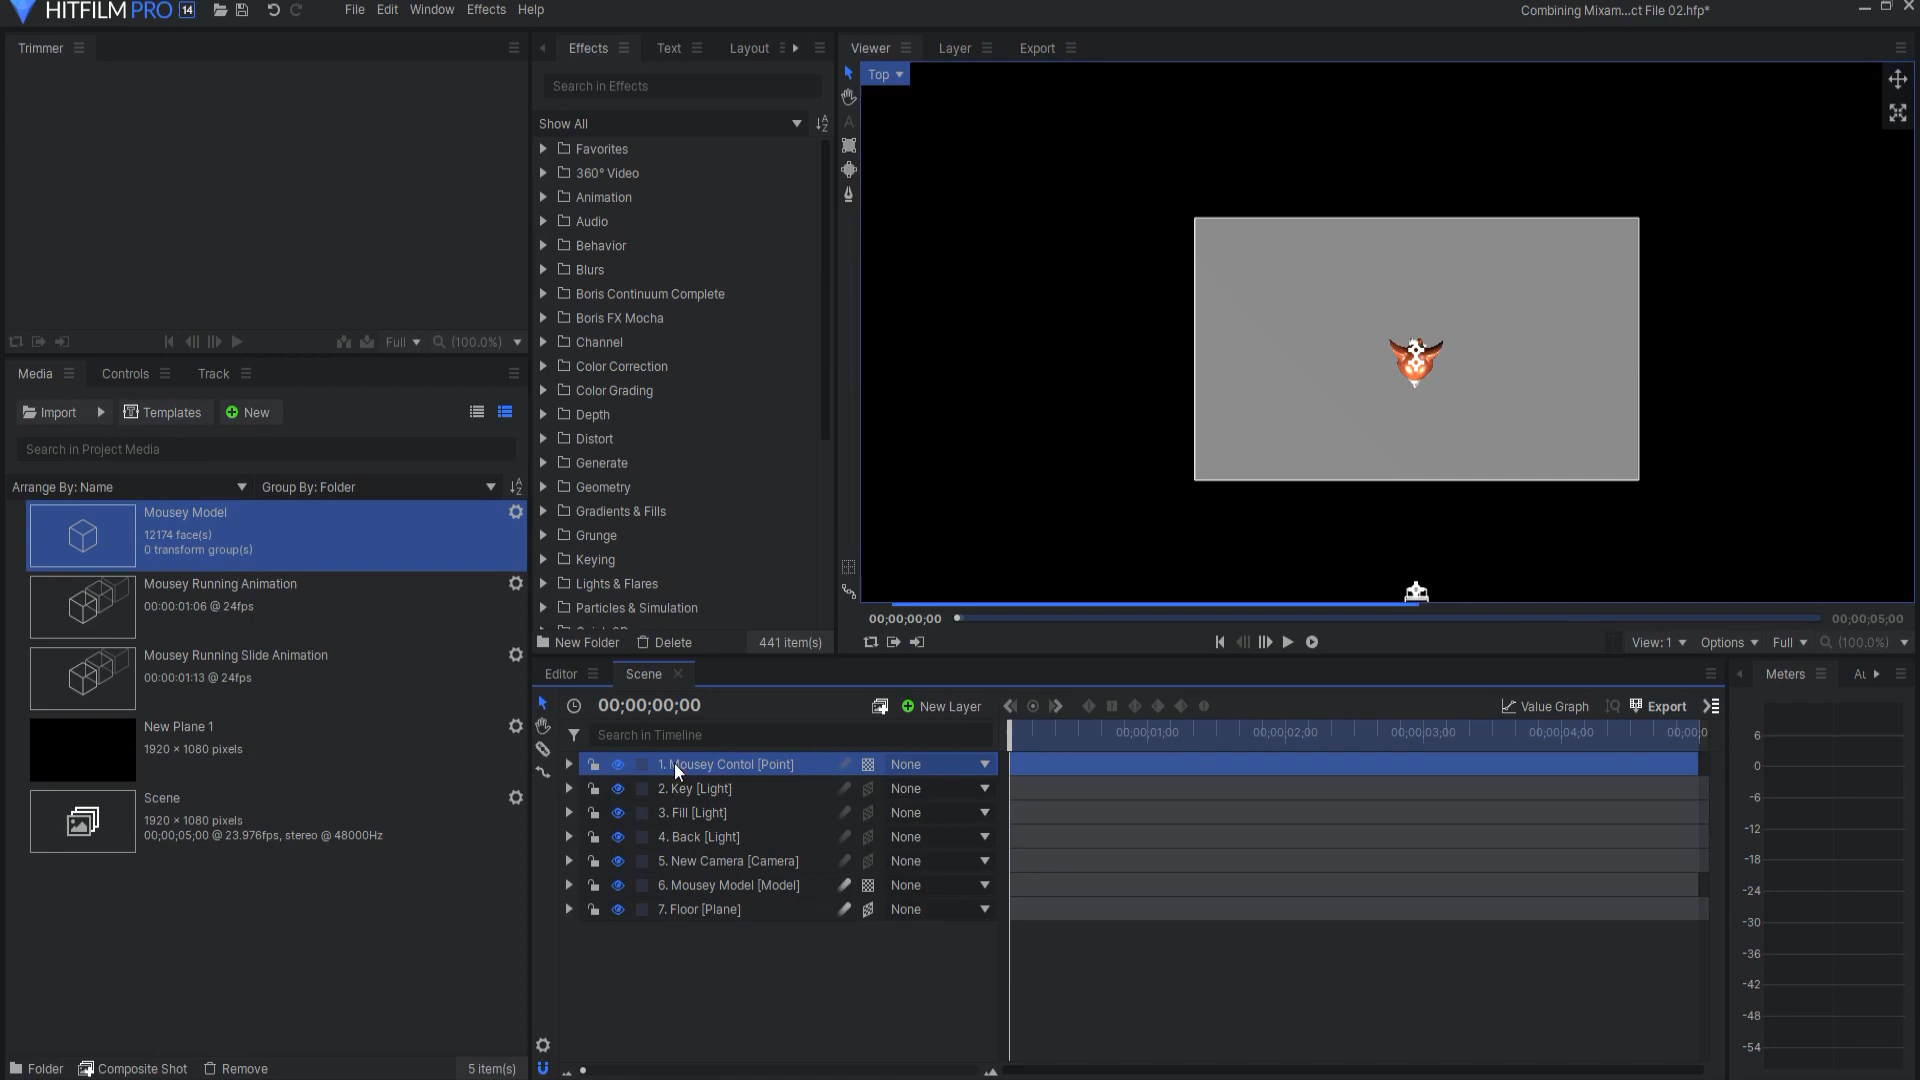 HITFILM PRO 14
File Edit Window Effects Help
Combining Mixam...ct File 02.hfp*
Trimmer
Full (100.0%)
Media Controls Track
Import Templates New
Search in Project Media
Arrange By: Name Group By: Folder
Mousey Model
12174 face(s)
0 transform group(s)
Mousey Running Animation
00:00:01:06 @ 24fps
Mousey Running Slide Animation
00:00:01:13 @ 24fps
New Plane 1
1920 × 1080 pixels
Scene
1920 × 1080 pixels
00;00;05;00 @ 23.976fps, stereo @ 48000Hz
Folder Composite Shot Remove 5 item(s)
Effects Text Layout
Search in Effects
Show All
Favorites
360° Video
Animation
Audio
Behavior
Blurs
Boris Continuum Complete
Boris FX Mocha
Channel
Color Correction
Color Grading
Depth
Distort
Generate
Geometry
Gradients & Fills
Grunge
Keying
Lights & Flares
Particles & Simulation
New Folder Delete 441 item(s)
Viewer Layer Export
Top
00;00;00;00 00;00;05;00
View: 1 Options Full (100.0%)
Editor Scene
00;00;00;00 New Layer Value Graph Export
Search in Timeline
00;00;01;00 00;00;02;00 00;00;03;00 00;00;04;00 00;00;0
1. Mousey Contol [Point] None
2. Key [Light] None
3. Fill [Light] None
4. Back [Light] None
5. New Camera [Camera] None
6. Mousey Model [Model] None
7. Floor [Plane] None
Meters
6
0
-6
-12
-18
-24
-30
-36
-42
-48
-54